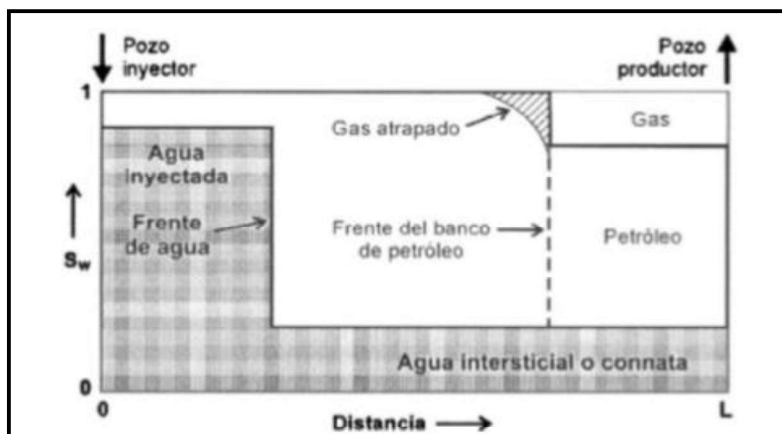 Pozo
inyector
Pozo
productor
1
Gas atrapado
Gas
Agua
inyectada
Frente
de agua
Frente del banco
de petróleo
Petróleo
Sw
Agua intersticial o connata
0
0
Distancia
L